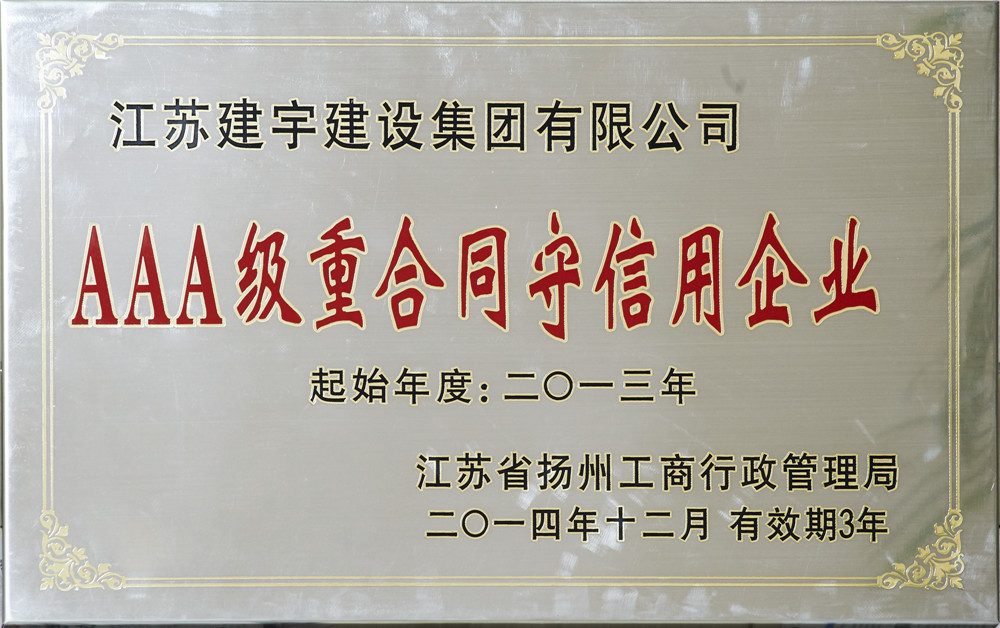 江苏建宇建设集团有限公司
AAA级重合同守信用企业
起始年度:二〇一三年
江苏省扬州工商行政管理局
二〇一四年十二月 有效期3年